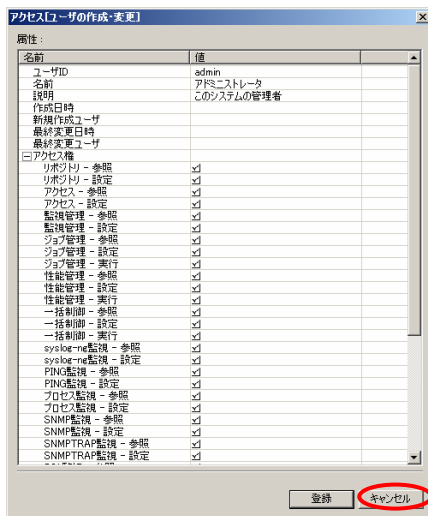 アクセス[ユーザの作成・変更]
属性：
名前 値
ユーザID admin
名前 アドミニストレータ
説明 このシステムの管理者
作成日時
新規作成ユーザ
最終変更日時
最終変更ユーザ
アクセス権
リポジトリ - 参照
リポジトリ - 設定
アクセス - 参照
アクセス - 設定
監視管理 - 参照
監視管理 - 設定
ジョブ管理 - 参照
ジョブ管理 - 設定
ジョブ管理 - 実行
性能管理 - 参照
性能管理 - 設定
性能管理 - 実行
一括制御 - 参照
一括制御 - 設定
一括制御 - 実行
syslog-ng監視 - 参照
syslog-ng監視 - 設定
PING監視 - 参照
PING監視 - 設定
プロセス監視 - 参照
プロセス監視 - 設定
SNMP監視 - 参照
SNMP監視 - 設定
SNMPTRAP監視 - 参照
SNMPTRAP監視 - 設定
登録 キャンセル